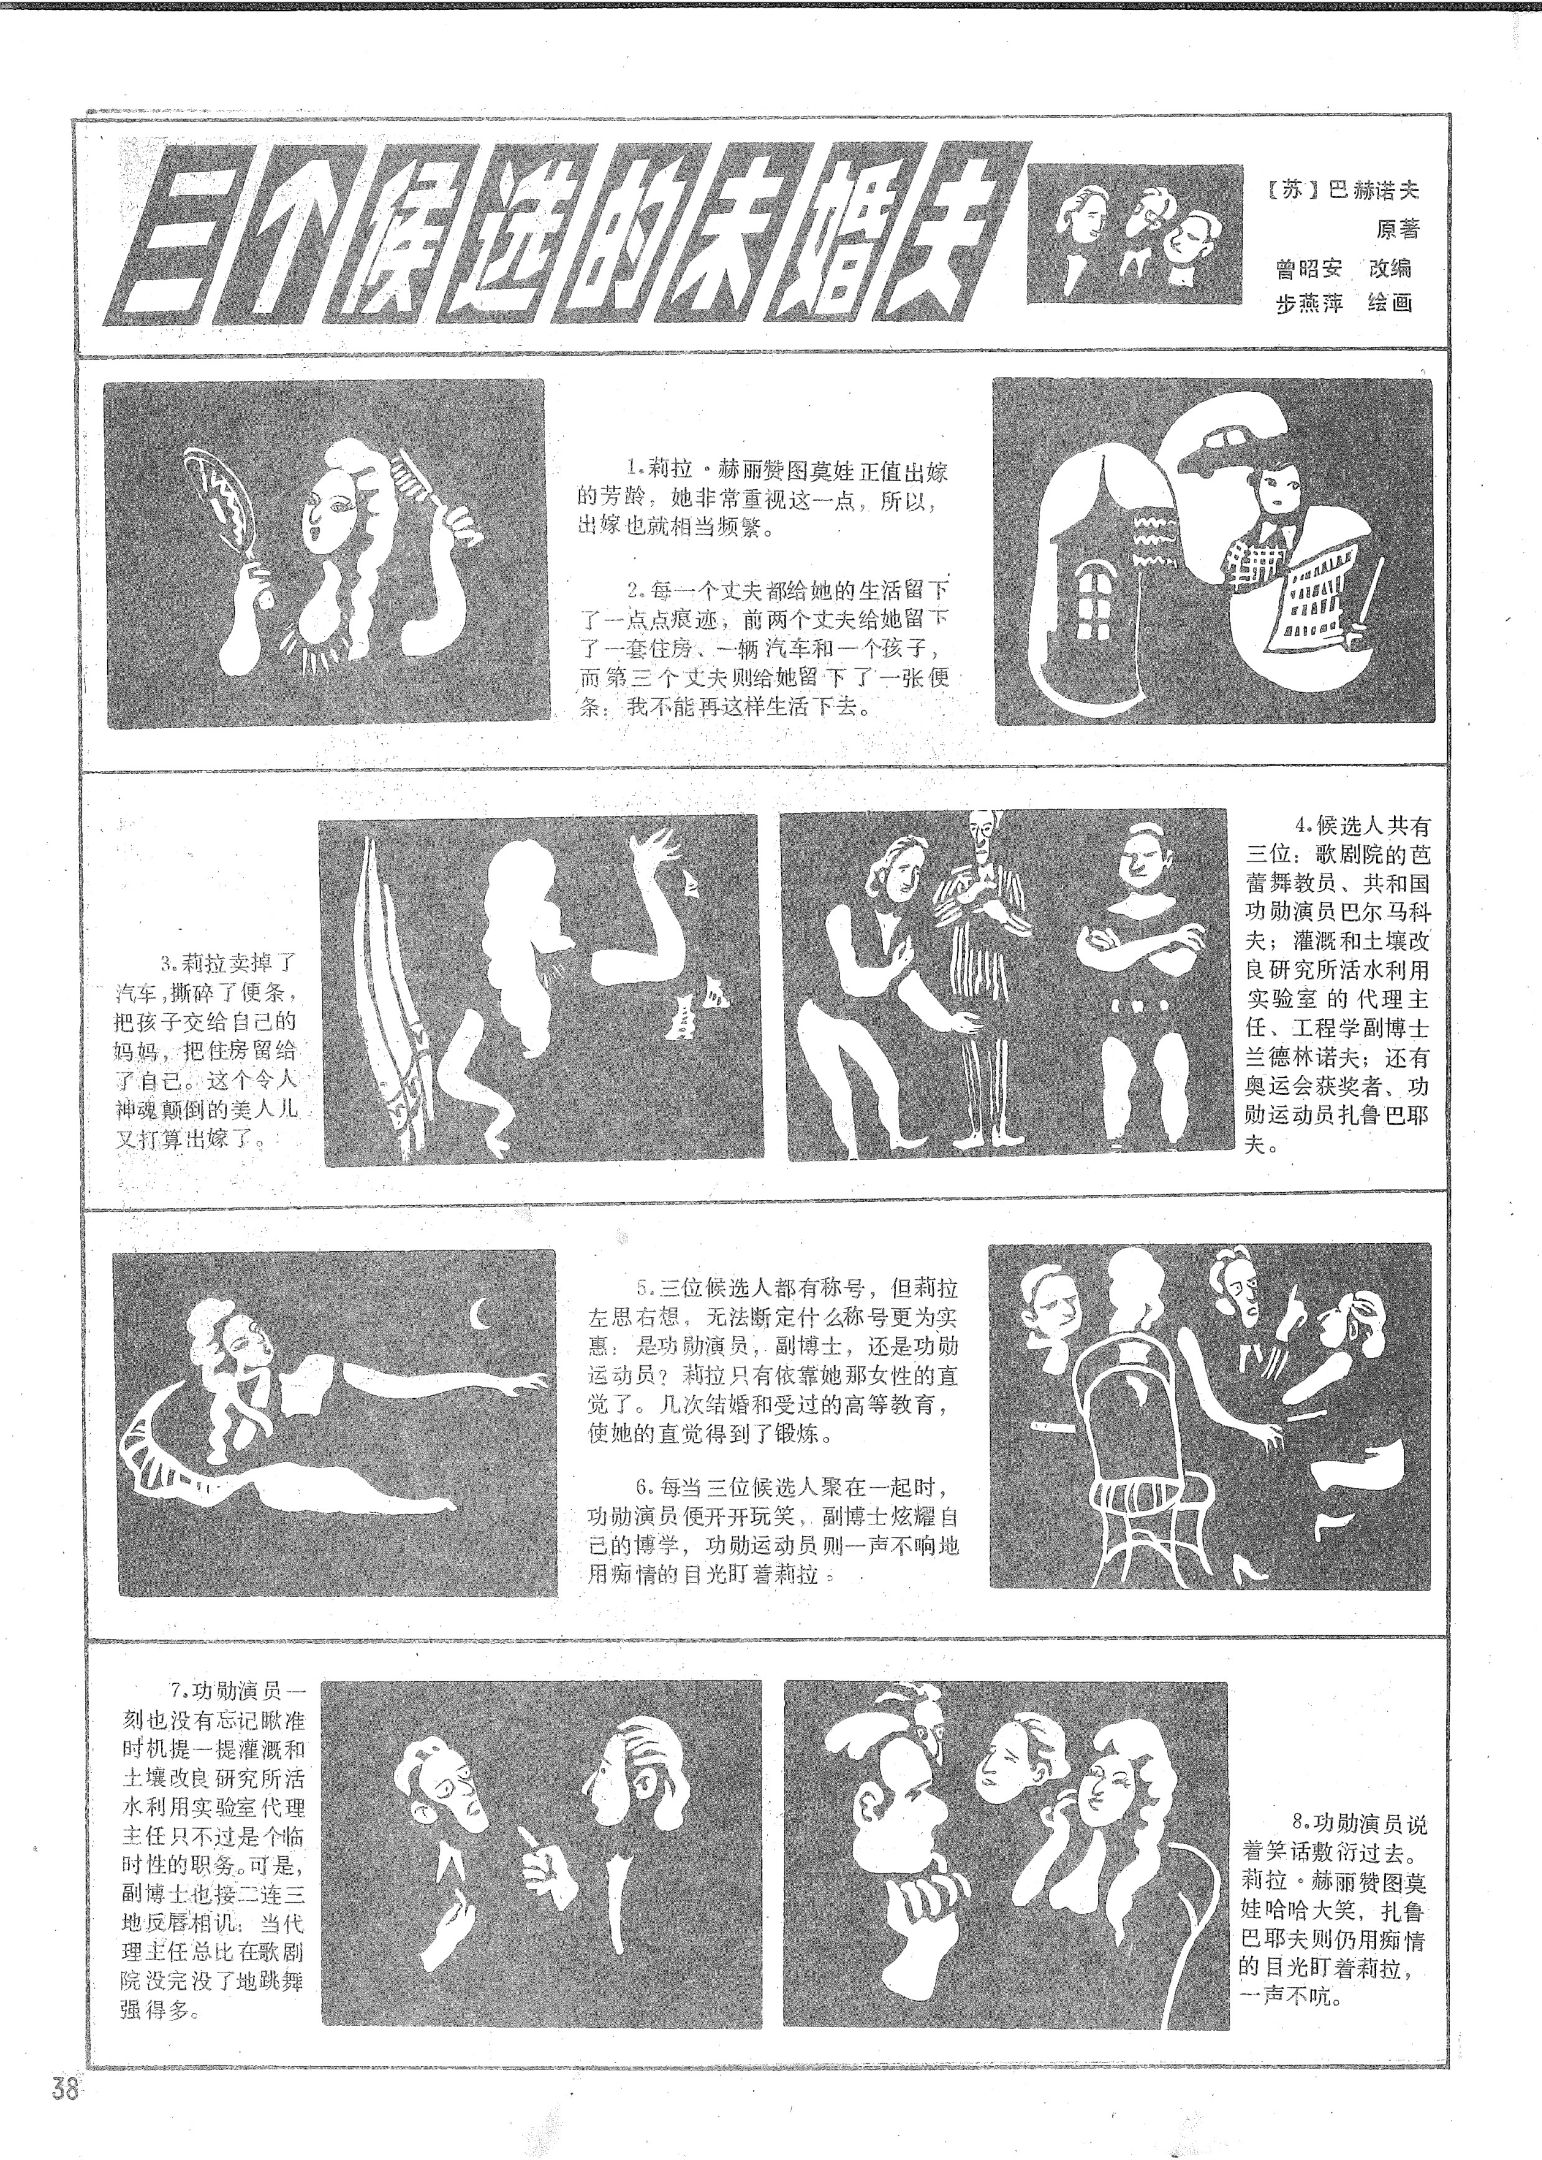 三个候选的未婚夫
【苏】巴赫诺夫
原著
曾昭安 改编
步燕萍 绘画
1.莉拉·赫丽赞图莫娃正值出嫁
的芳龄，她非常重视这一点，所以，
出嫁也就相当频繁。
2.每一个丈夫都给她的生活留下
了一点点痕迹，前两个丈夫给她留下
了一套住房、一辆汽车和一个孩子，
而第三个丈夫则给她留下了一张便
条：我不能再这样生活下去。
3.莉拉卖掉了
汽车，撕碎了便条，
把孩子交给自己的
妈妈，把住房留给
了自己。这个令人
神魂颠倒的美人儿
又打算出嫁了。
4.候选人共有
三位：歌剧院的芭
蕾舞教员、共和国
功勋演员巴尔马科
夫；灌溉和土壤改
良研究所活水利用
实验室的代理主
任、工程学副博士
兰德林诺夫；还有
奥运会获奖者、功
勋运动员扎鲁巴耶
夫。
5.三位候选人都有称号，但莉拉
左思右想，无法断定什么称号更为实
惠：是功勋演员，副博士，还是功勋
运动员？莉拉只有依靠她那女性的直
觉了。几次结婚和受过的高等教育，
使她的直觉得到了锻炼。
6.每当三位候选人聚在一起时，
功勋演员便开开玩笑，副博士炫耀自
己的博学，功勋运动员则一声不响地
用痴情的目光盯着莉拉。
7.功勋演员一
刻也没有忘记瞅准
时机提一提灌溉和
土壤改良研究所活
水利用实验室代理
主任只不过是个临
时性的职务。可是，
副博士也接二连三
地反唇相讥：当代
理主任总比在歌剧
院没完没了地跳舞
强得多。
8.功勋演员说
着笑话敷衍过去。
莉拉·赫丽赞图莫
娃哈哈大笑，扎鲁
巴耶夫则仍用痴情
的目光盯着莉拉，
一声不吭。
38